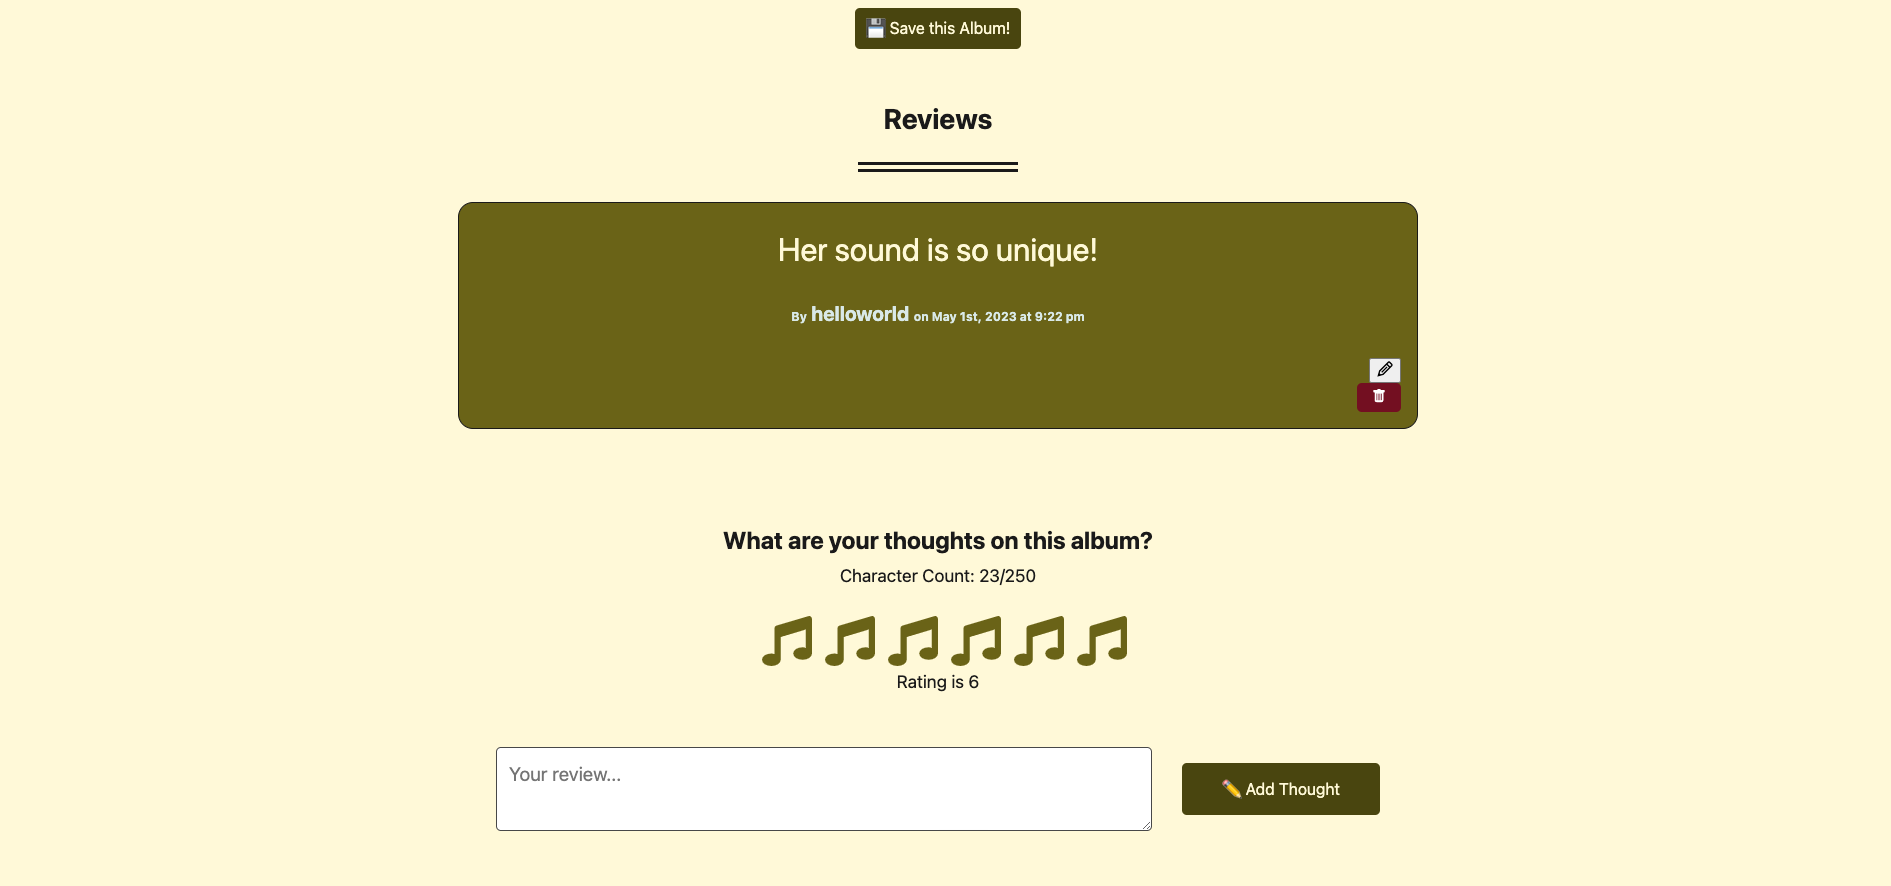 💾 Save this Album!
Reviews
Her sound is so unique!
By helloworld on May 1st, 2023 at 9:22 pm
What are your thoughts on this album?
Character Count: 23/250
Rating is 6
Your review...
✏️ Add Thought